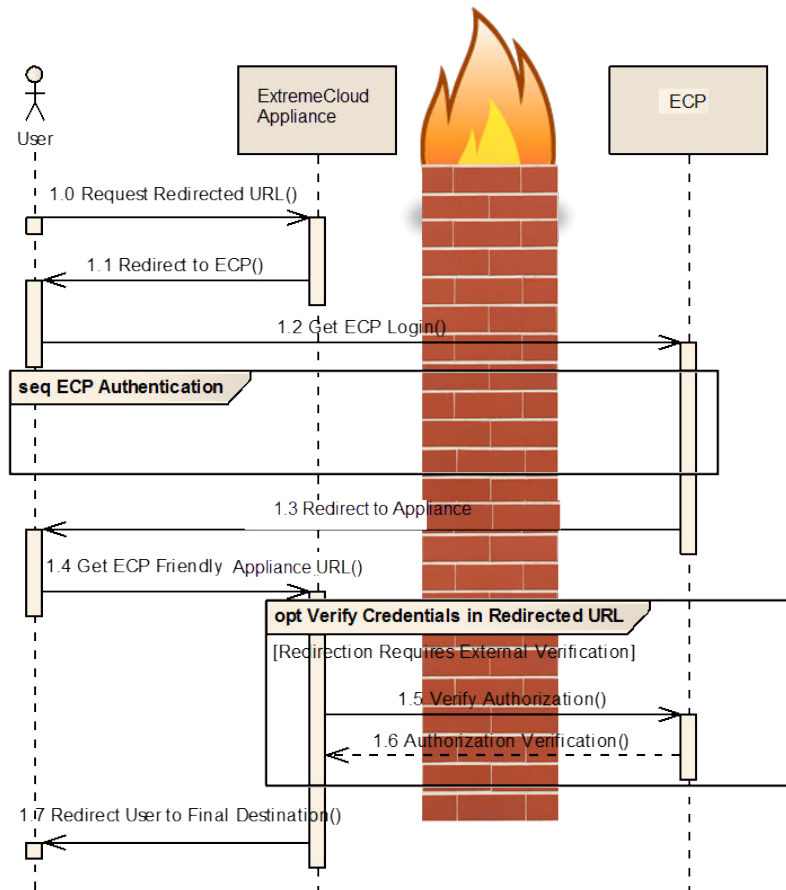 User
ExtremeCloud
Appliance
ECP
1.0 Request Redirected URL()
1.1 Redirect to ECP()
1.2 Get ECP Login()
seq ECP Authentication
1.3 Redirect to Appliance
1.4 Get ECP Friendly Appliance URL()
opt Verify Credentials in Redirected URL
[Redirection Requires External Verification]
1.5 Verify Authorization()
1.6 Authorization Verification()
1.7 Redirect User to Final Destination()